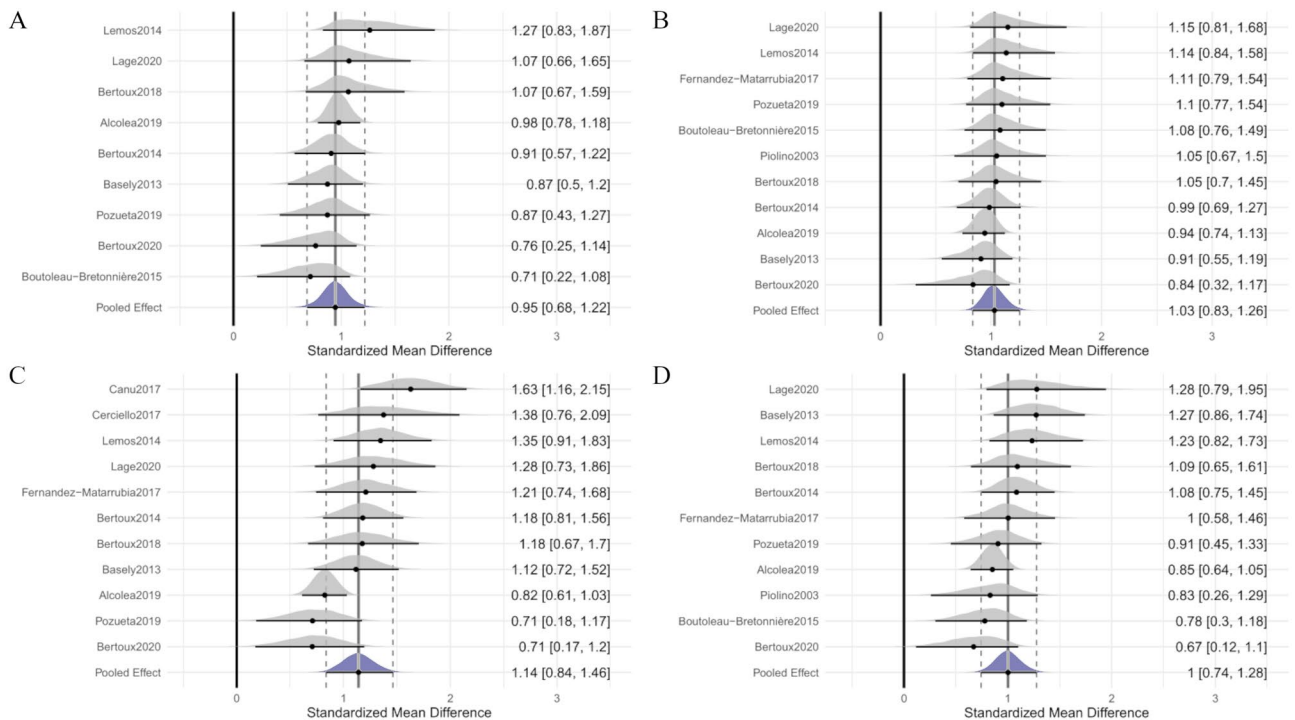 A
Lemos2014 1.27 [0.83, 1.87]
Lage2020 1.07 [0.66, 1.65]
Bertoux2018 1.07 [0.67, 1.59]
Alcolea2019 0.98 [0.78, 1.18]
Bertoux2014 0.91 [0.57, 1.22]
Basely2013 0.87 [0.5, 1.2]
Pozueta2019 0.87 [0.43, 1.27]
Bertoux2020 0.76 [0.25, 1.14]
Boutoleau−Bretonnière2015 0.71 [0.22, 1.08]
Pooled Effect 0.95 [0.68, 1.22]
0 1 2 3
Standardized Mean Difference
B
Lage2020 1.15 [0.81, 1.68]
Lemos2014 1.14 [0.84, 1.58]
Fernandez−Matarrubia2017 1.11 [0.79, 1.54]
Pozueta2019 1.1 [0.77, 1.54]
Boutoleau−Bretonnière2015 1.08 [0.76, 1.49]
Piolino2003 1.05 [0.67, 1.5]
Bertoux2018 1.05 [0.7, 1.45]
Bertoux2014 0.99 [0.69, 1.27]
Alcolea2019 0.94 [0.74, 1.13]
Basely2013 0.91 [0.55, 1.19]
Bertoux2020 0.84 [0.32, 1.17]
Pooled Effect 1.03 [0.83, 1.26]
0 1 2 3
Standardized Mean Difference
C
Canu2017 1.63 [1.16, 2.15]
Cerciello2017 1.38 [0.76, 2.09]
Lemos2014 1.35 [0.91, 1.83]
Lage2020 1.28 [0.73, 1.86]
Fernandez−Matarrubia2017 1.21 [0.74, 1.68]
Bertoux2014 1.18 [0.81, 1.56]
Bertoux2018 1.18 [0.67, 1.7]
Basely2013 1.12 [0.72, 1.52]
Alcolea2019 0.82 [0.61, 1.03]
Pozueta2019 0.71 [0.18, 1.17]
Bertoux2020 0.71 [0.17, 1.2]
Pooled Effect 1.14 [0.84, 1.46]
0 1 2 3
Standardized Mean Difference
D
Lage2020 1.28 [0.79, 1.95]
Basely2013 1.27 [0.86, 1.74]
Lemos2014 1.23 [0.82, 1.73]
Bertoux2018 1.09 [0.65, 1.61]
Bertoux2014 1.08 [0.75, 1.45]
Fernandez−Matarrubia2017 1 [0.58, 1.46]
Pozueta2019 0.91 [0.45, 1.33]
Alcolea2019 0.85 [0.64, 1.05]
Piolino2003 0.83 [0.26, 1.29]
Boutoleau−Bretonnière2015 0.78 [0.3, 1.18]
Bertoux2020 0.67 [0.12, 1.1]
Pooled Effect 1 [0.74, 1.28]
0 1 2 3
Standardized Mean Difference